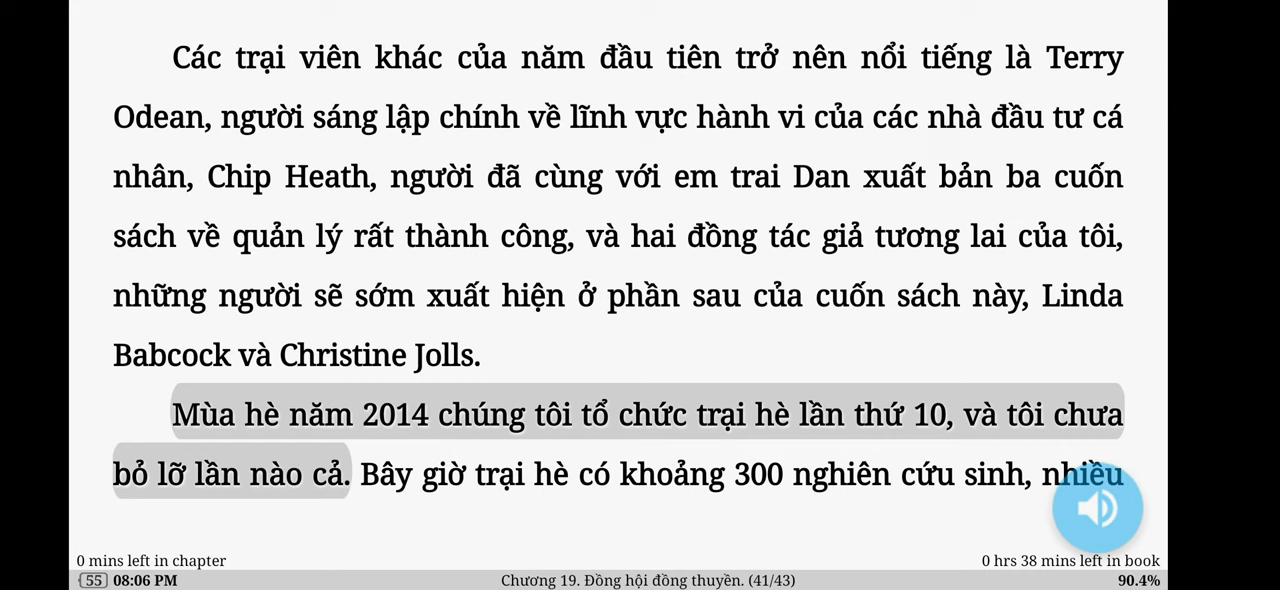 Các trại viên khác của năm đầu tiên trở nên nổi tiếng là Terry
Odean, người sáng lập chính về lĩnh vực hành vi của các nhà đầu tư cá
nhân, Chip Heath, người đã cùng với em trai Dan xuất bản ba cuốn
sách về quản lý rất thành công, và hai đồng tác giả tương lai của tôi,
những người sẽ sớm xuất hiện ở phần sau của cuốn sách này, Linda
Babcock và Christine Jolls.
Mùa hè năm 2014 chúng tôi tổ chức trại hè lần thứ 10, và tôi chưa
bỏ lỡ lần nào cả. Bây giờ trại hè có khoảng 300 nghiên cứu sinh, nhiều
0 mins left in chapter 0 hrs 38 mins left in book
55 08:06 PM Chương 19. Đồng hội đồng thuyền. (41/43) 90.4%